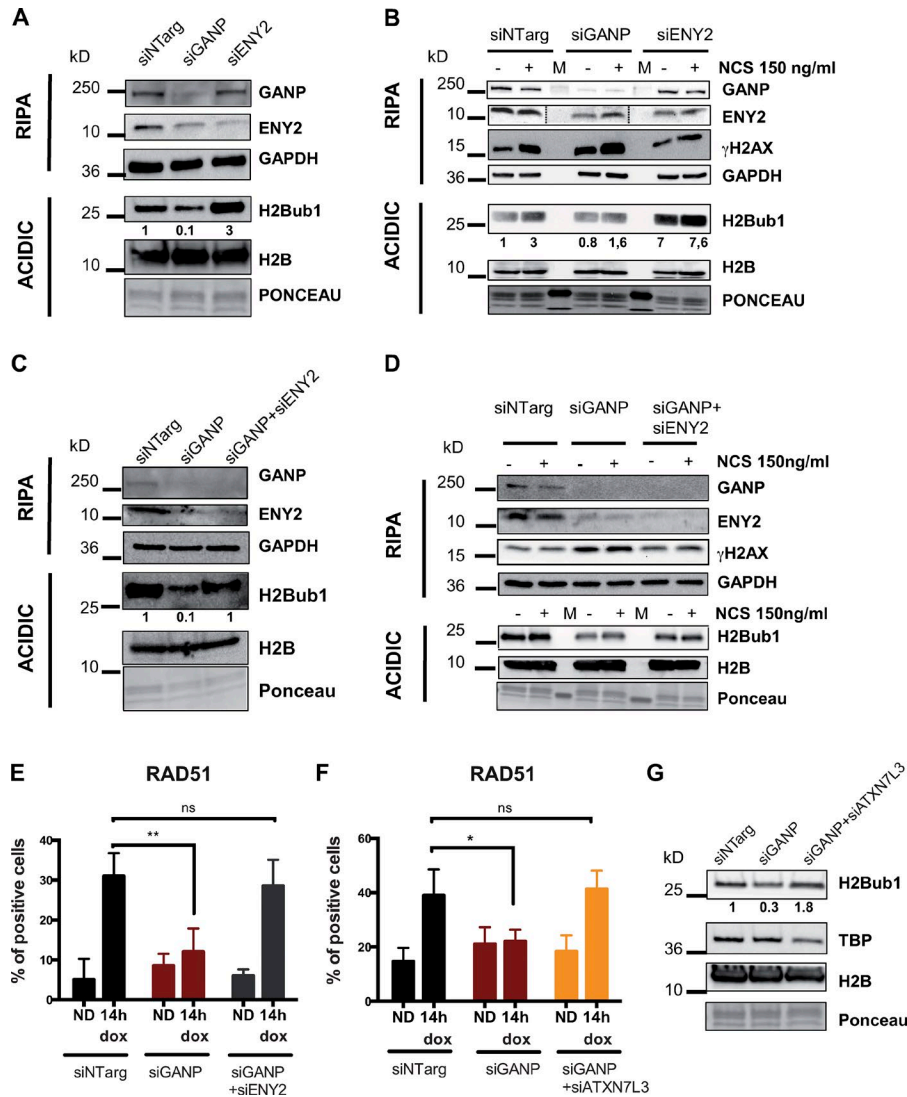 A
siNTarg siGANP siENY2
kD
RIPA
250 GANP
10 ENY2
36 GAPDH
ACIDIC
25 H2Bub1
1 0.1 3
10 H2B
PONCEAU
B
siNTarg siGANP siENY2
kD - + M - + M - + NCS 150 ng/ml
RIPA
250 GANP
10 ENY2
15 γH2AX
36 GAPDH
ACIDIC
25 H2Bub1
1 3 0.8 1,6 7 7,6
10 H2B
PONCEAU
C
siNTarg siGANP siGANP+siENY2
kD
RIPA
250 GANP
10 ENY2
36 GAPDH
ACIDIC
25 H2Bub1
1 0.1 1
10 H2B
Ponceau
D
siNTarg siGANP siGANP+
siENY2
kD - + - + - + NCS 150ng/ml
RIPA
250 GANP
10 ENY2
15 γH2AX
36 GAPDH
- + M - + M - + NCS 150ng/ml
ACIDIC
25 H2Bub1
10 H2B
Ponceau
E
RAD51
% of positive cells
40
30
20
10
0
ns
**
ND 14h ND 14h ND 14h
dox dox dox
siNTarg siGANP siGANP
+siENY2
F
RAD51
% of positive cells
60
40
20
0
ns
*
ND 14h ND 14h ND 14h
dox dox dox
siNTarg siGANP siGANP
+siATXN7L3
G
siNTarg siGANP siGANP+siATXN7L3
kD
25 H2Bub1
1 0.3 1.8
36 TBP
10 H2B
Ponceau